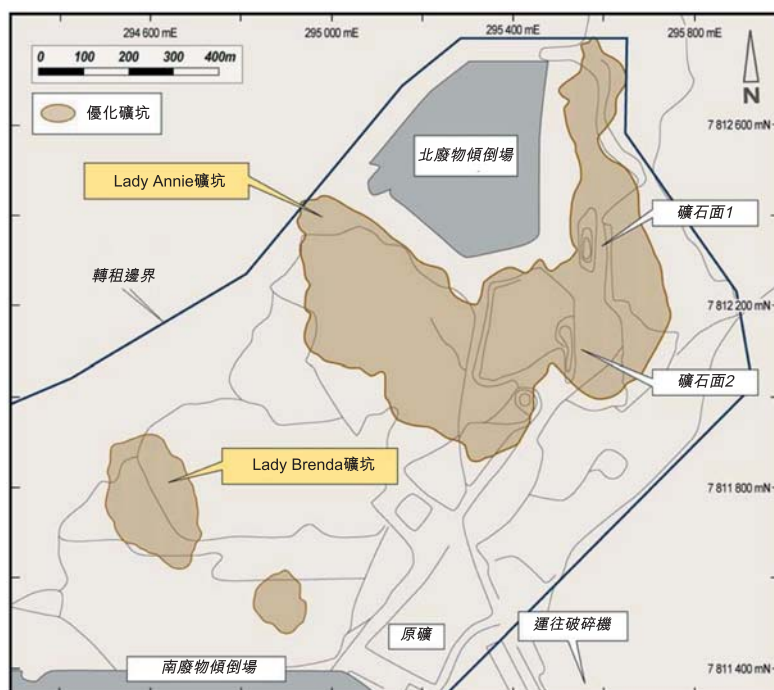 294 600 mE
295 000 mE
295 400 mE
295 800 mE
0 100 200 300 400m
N
優化礦坑
7 812 600 mN
北廢物傾倒場
Lady Annie礦坑
礦石面1
轉租邊界
7 812 200 mN
礦石面2
Lady Brenda礦坑
7 811 800 mN
原礦
運往破碎機
南廢物傾倒場
7 811 400 mN